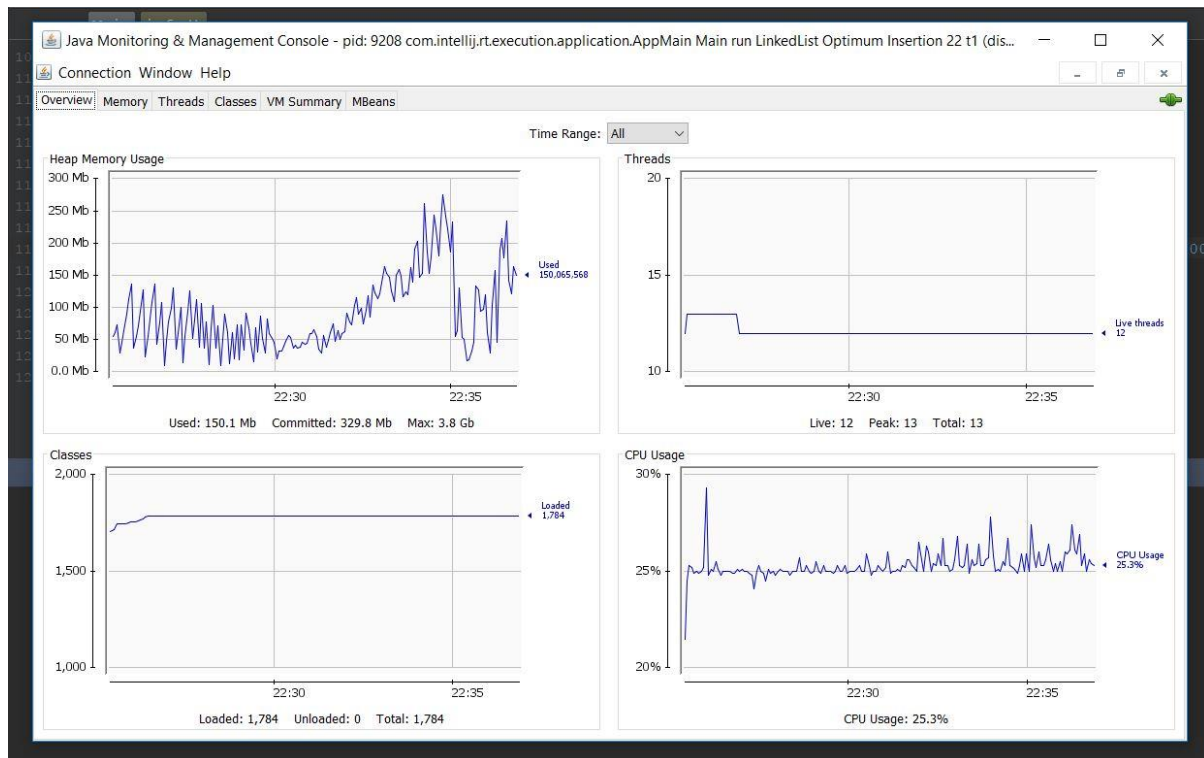 Java Monitoring & Management Console - pid: 9208 com.intellij.rt.execution.application.AppMain Main run LinkedList Optimum Insertion 22 t1 (dis...
Connection Window Help
Overview Memory Threads Classes VM Summary MBeans
Time Range: All
Heap Memory Usage
300 Mb
250 Mb
200 Mb
150 Mb
100 Mb
50 Mb
0.0 Mb
Used
150,065,568
22:30 22:35
Used: 150.1 Mb Committed: 329.8 Mb Max: 3.8 Gb
Threads
20
15
10
Live threads
12
22:30 22:35
Live: 12 Peak: 13 Total: 13
Classes
2,000
1,500
1,000
Loaded
1,784
22:30 22:35
Loaded: 1,784 Unloaded: 0 Total: 1,784
CPU Usage
30%
25%
20%
CPU Usage
25.3%
22:30 22:35
CPU Usage: 25.3%